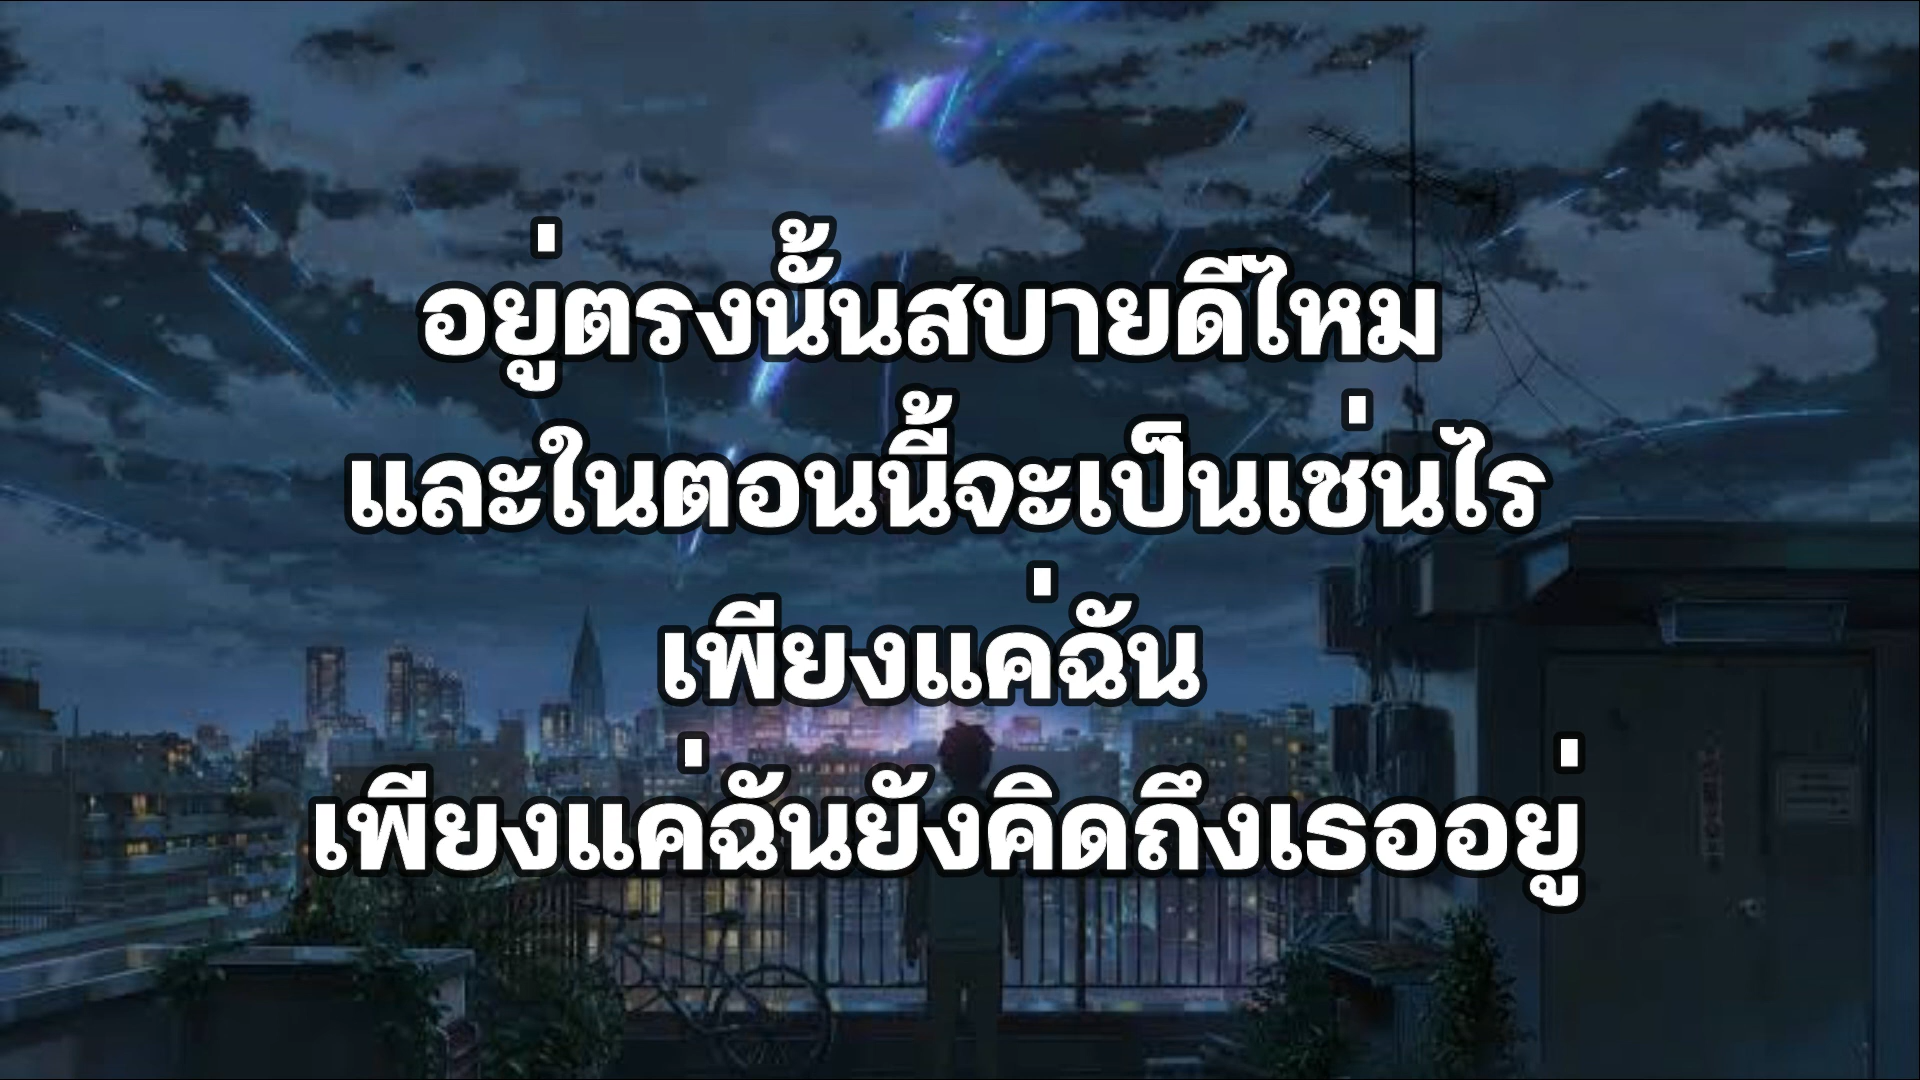 อยู่ตรงนั้นสบายดีไหม
และในตอนนี้จะเป็นเช่นไร
เพียงแค่ฉัน
เพียงแค่ฉันยังคิดถึงเธออยู่